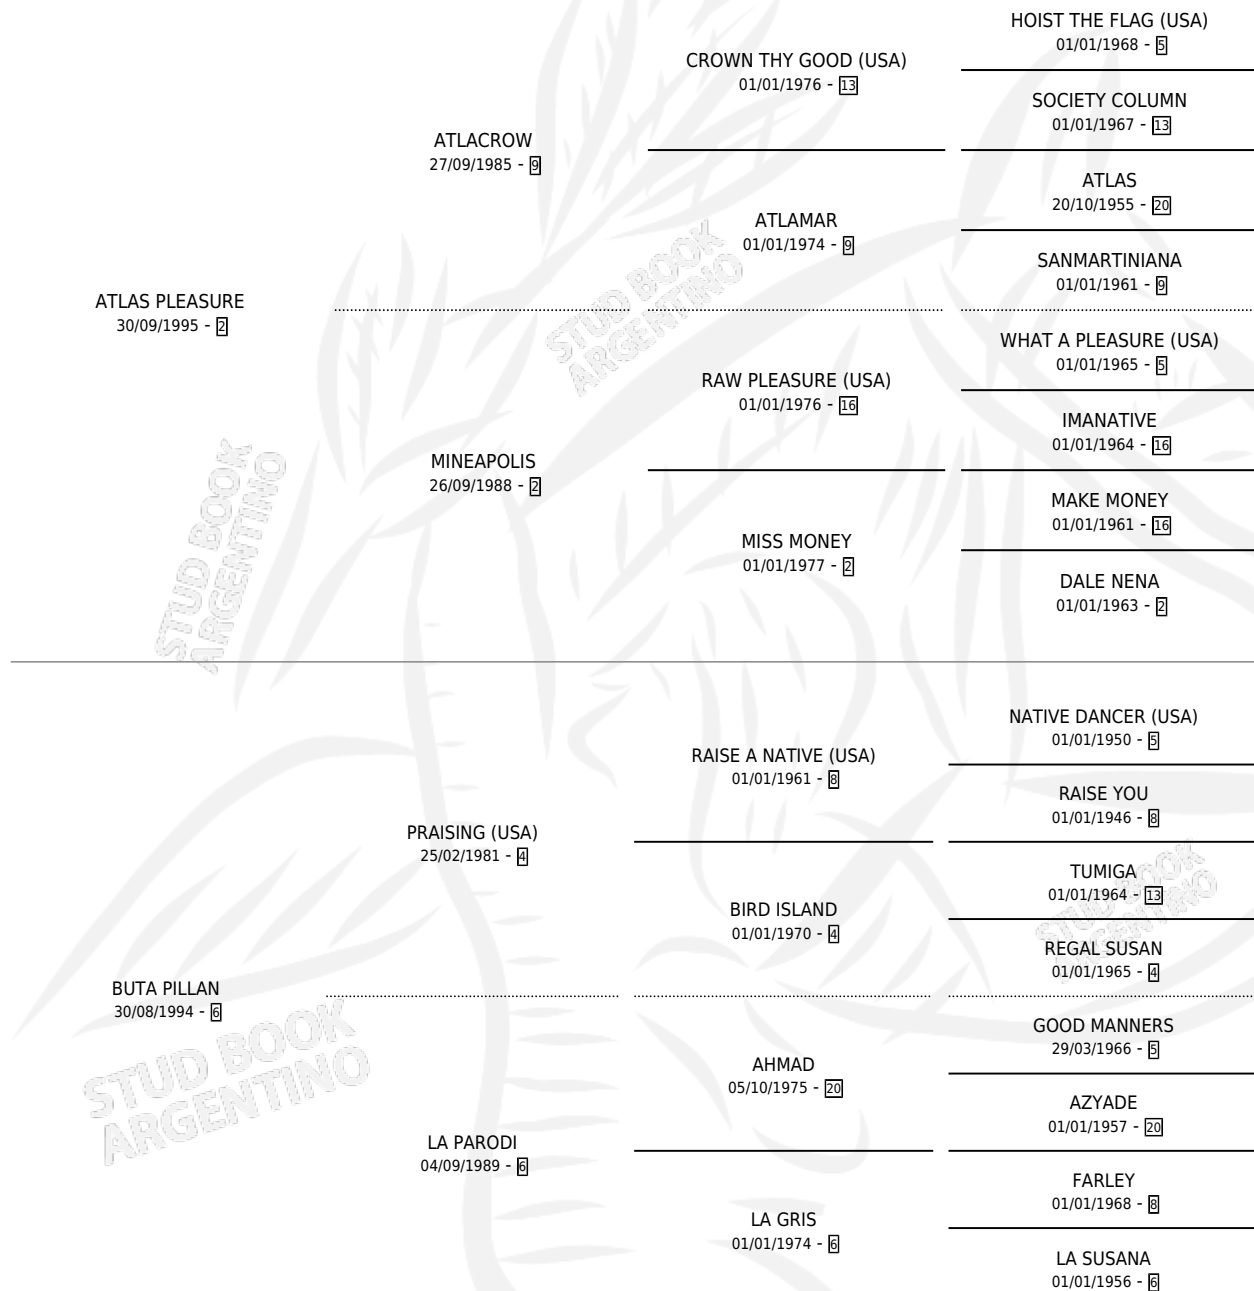 HOIST THE FLAG (USA)
01/01/1968 - 5
CROWN THY GOOD (USA)
01/01/1976 - 13
SOCIETY COLUMN
01/01/1967 - 13
ATLACROW
27/09/1985 - 9
ATLAS
20/10/1955 - 20
ATLAMAR
01/01/1974 - 9
SANMARTINIANA
01/01/1961 - 9
ATLAS PLEASURE
30/09/1995 - 2
WHAT A PLEASURE (USA)
01/01/1965 - 5
RAW PLEASURE (USA)
01/01/1976 - 16
IMANATIVE
01/01/1964 - 16
MINEAPOLIS
26/09/1988 - 2
MAKE MONEY
01/01/1961 - 16
MISS MONEY
01/01/1977 - 2
DALE NENA
01/01/1963 - 2
NATIVE DANCER (USA)
01/01/1950 - 5
RAISE A NATIVE (USA)
01/01/1961 - 8
RAISE YOU
01/01/1946 - 8
PRAISING (USA)
25/02/1981 - 4
TUMIGA
01/01/1964 - 13
BIRD ISLAND
01/01/1970 - 4
REGAL SUSAN
01/01/1965 - 4
BUTA PILLAN
30/08/1994 - 6
GOOD MANNERS
29/03/1966 - 5
AHMAD
05/10/1975 - 20
AZYADE
01/01/1957 - 20
LA PARODI
04/09/1989 - 6
FARLEY
01/01/1968 - 8
LA GRIS
01/01/1974 - 6
LA SUSANA
01/01/1956 - 6
STUD BOOK
ARGENTINO
STUD BOOK
ARGENTINO
STUD BOOK
ARGENTINO
STUD BOOK
ARGENTINO